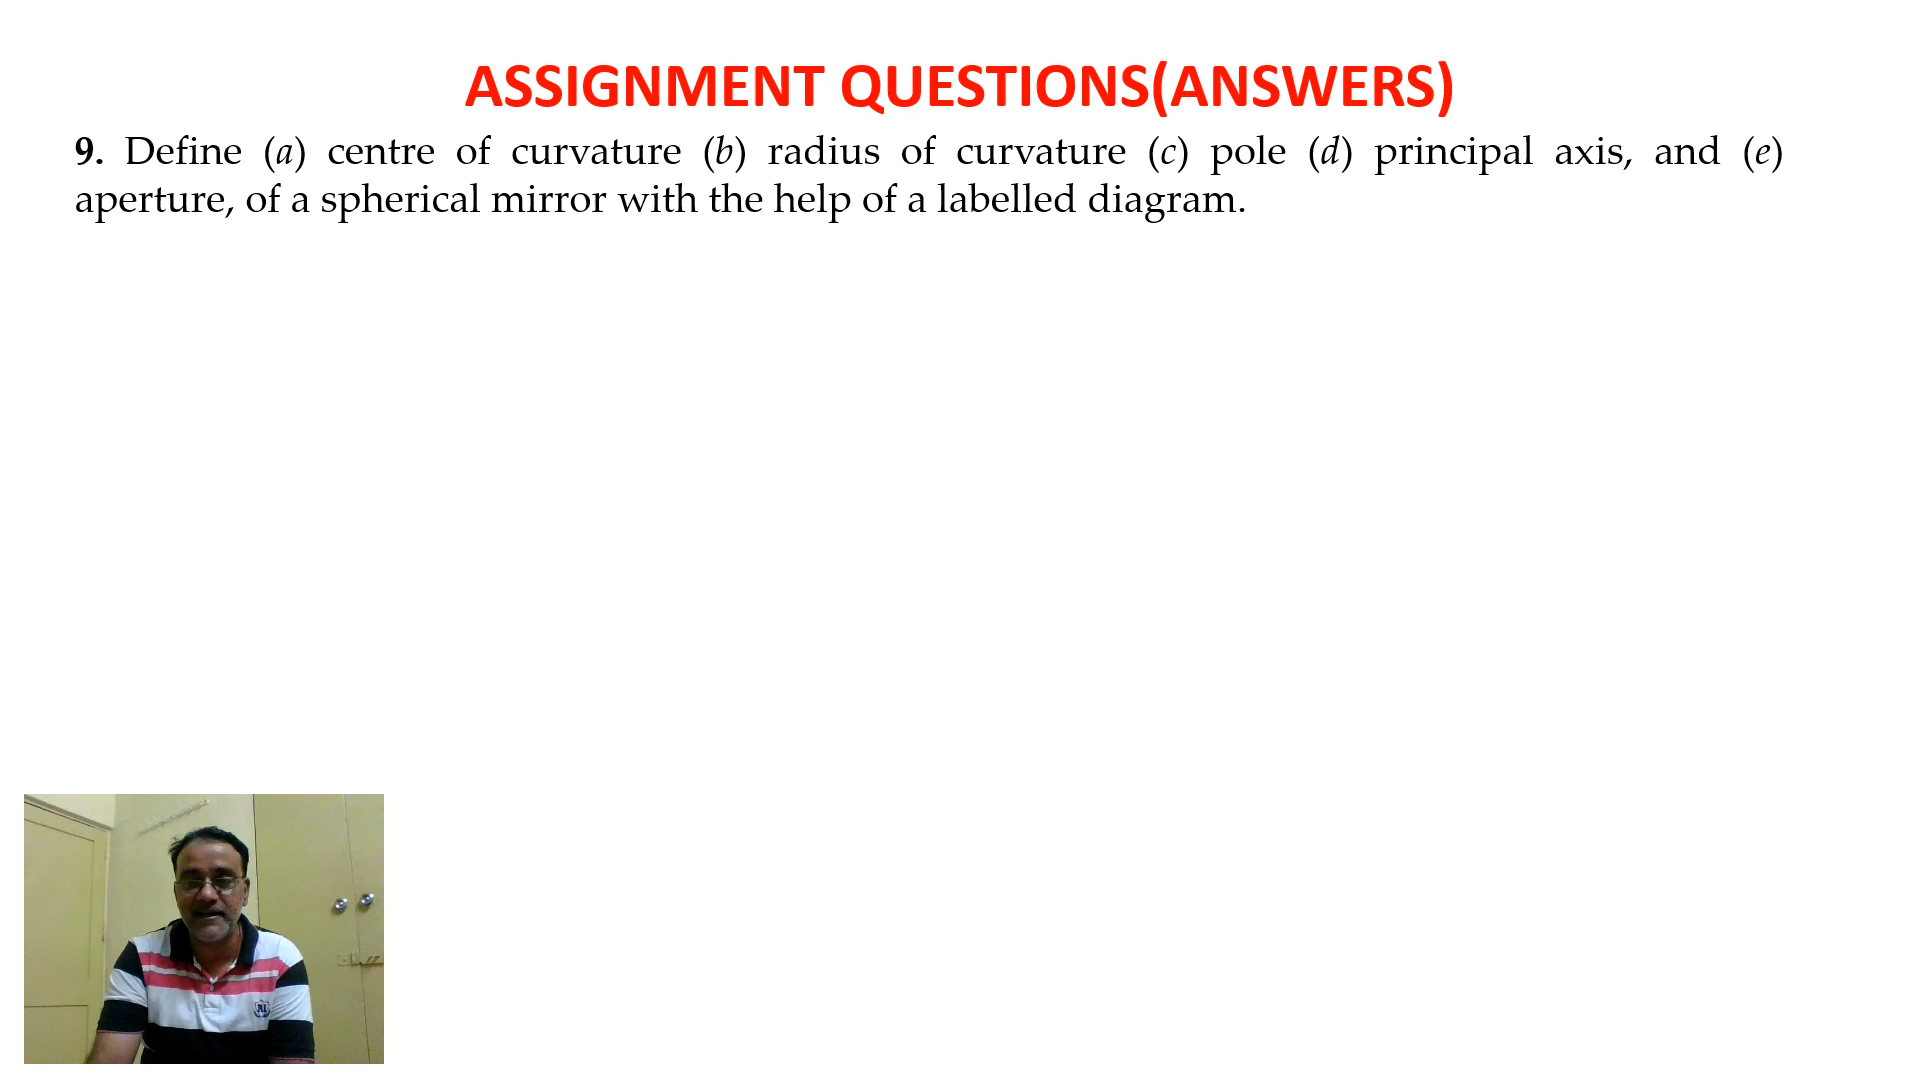 ASSIGNMENT QUESTIONS(ANSWERS)
9. Define (a) centre of curvature (b) radius of curvature (c) pole (d) principal axis, and (e)
aperture, of a spherical mirror with the help of a labelled diagram.